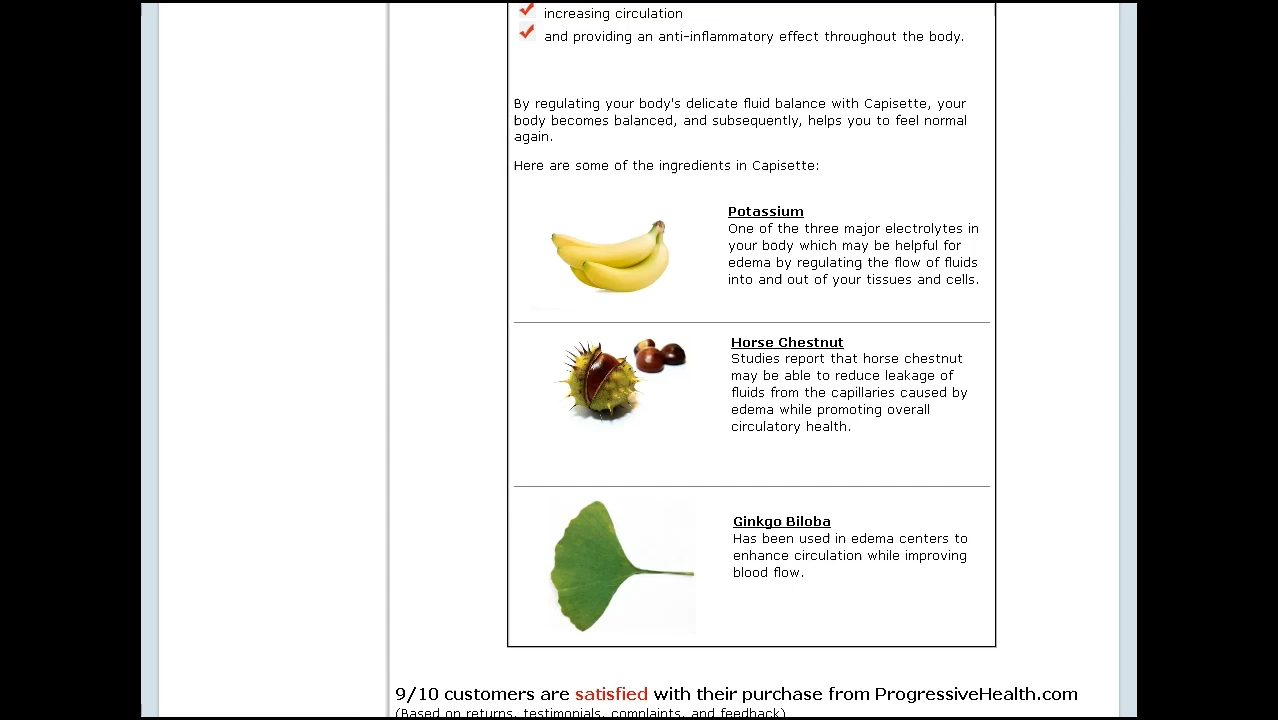 increasing circulation
and providing an anti-inflammatory effect throughout the body.
By regulating your body's delicate fluid balance with Capisette, your
body becomes balanced, and subsequently, helps you to feel normal
again.
Here are some of the ingredients in Capisette:
Potassium
One of the three major electrolytes in
your body which may be helpful for
edema by regulating the flow of fluids
into and out of your tissues and cells.
Horse Chestnut
Studies report that horse chestnut
may be able to reduce leakage of
fluids from the capillaries caused by
edema while promoting overall
circulatory health.
Ginkgo Biloba
Has been used in edema centers to
enhance circulation while improving
blood flow.
9/10 customers are satisfied with their purchase from ProgressiveHealth.com
(Based on returns, testimonials, complaints, and feedback)